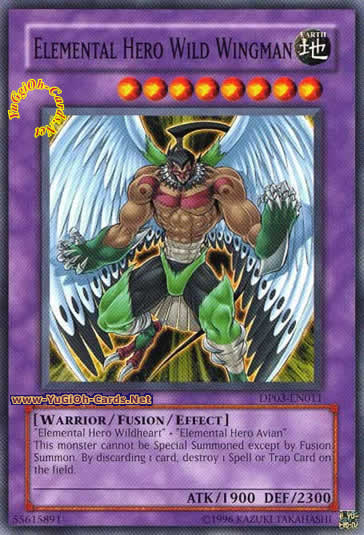 ELEMENTAL HERO WILD WINGMAN
EARTH
地
YuGiOh-Cards.Net
www-YuGiOh-Cards.Net
DP03-EN011
[WARRIOR/FUSION/EFFECT]
"Elemental Hero Wildheart" + "Elemental Hero Avian"
This monster cannot be Special Summoned except by Fusion
Summon. By discarding 1 card, destroy 1 Spell or Trap Card on
the field.
ATK/1900 DEF/2300
55615891
©1996 KAZUKI TAKAHASHI